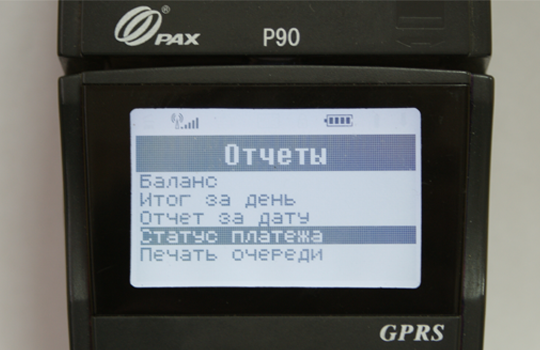 PAX P90
Отчеты
Баланс
Итог за день
Отчет за дату
Статус платежа
Печать очереди
GPRS